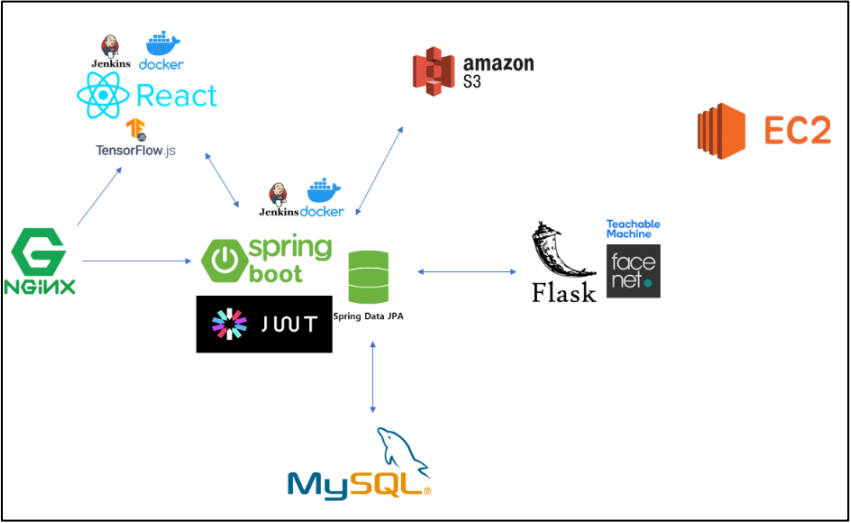 Jenkins
docker
React
TensorFlow.js
amazon
S3
EC2
Jenkins
docker
NGINX
spring
boot
JWT
Spring Data JPA
Flask
Teachable
Machine
face
net.
MySQL®